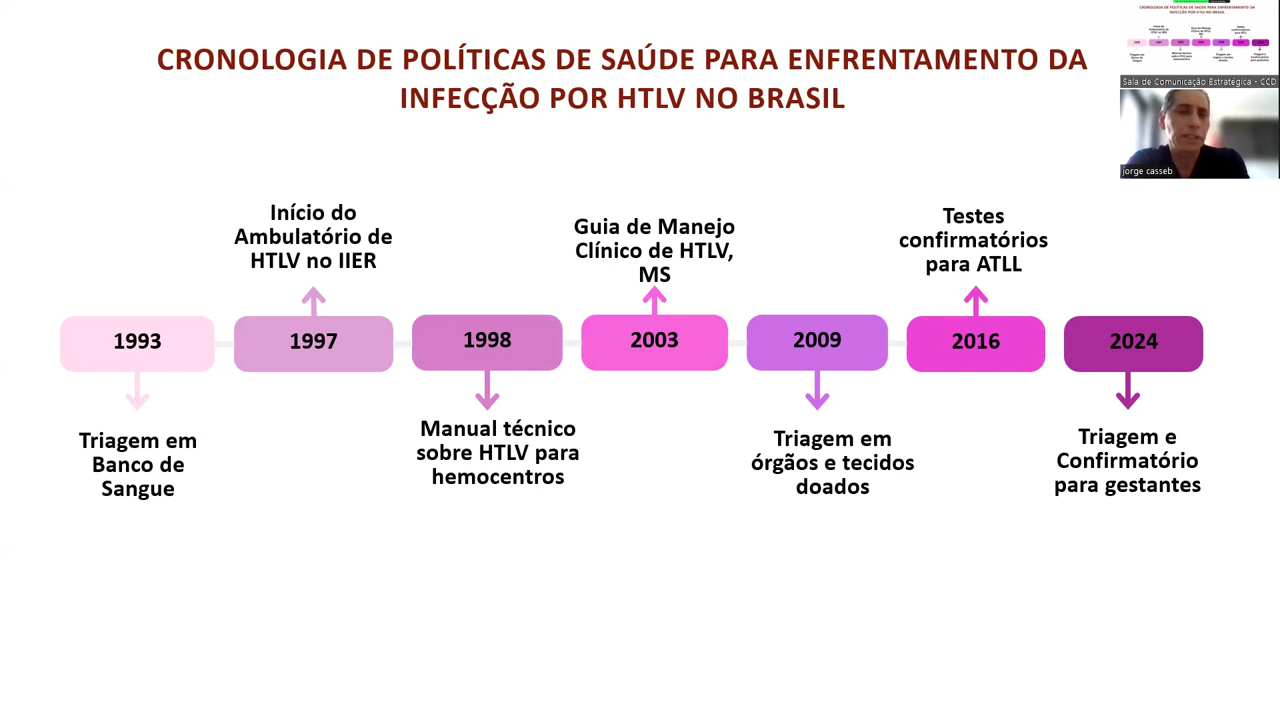 CRONOLOGIA DE POLÍTICAS DE SAÚDE PARA ENFRENTAMENTO DA
INFECÇÃO POR HTLV NO BRASIL
Sala de Comunicação Estratégica - CCD
jorge casseb
Início do
Ambulatório de
HTLV no IIER
Guia de Manejo
Clínico de HTLV,
MS
Testes
confirmatórios
para ATLL
1993
1997
1998
2003
2009
2016
2024
Triagem em
Banco de
Sangue
Manual técnico
sobre HTLV para
hemocentros
Triagem em
órgãos e tecidos
doados
Triagem e
Confirmatório
para gestantes